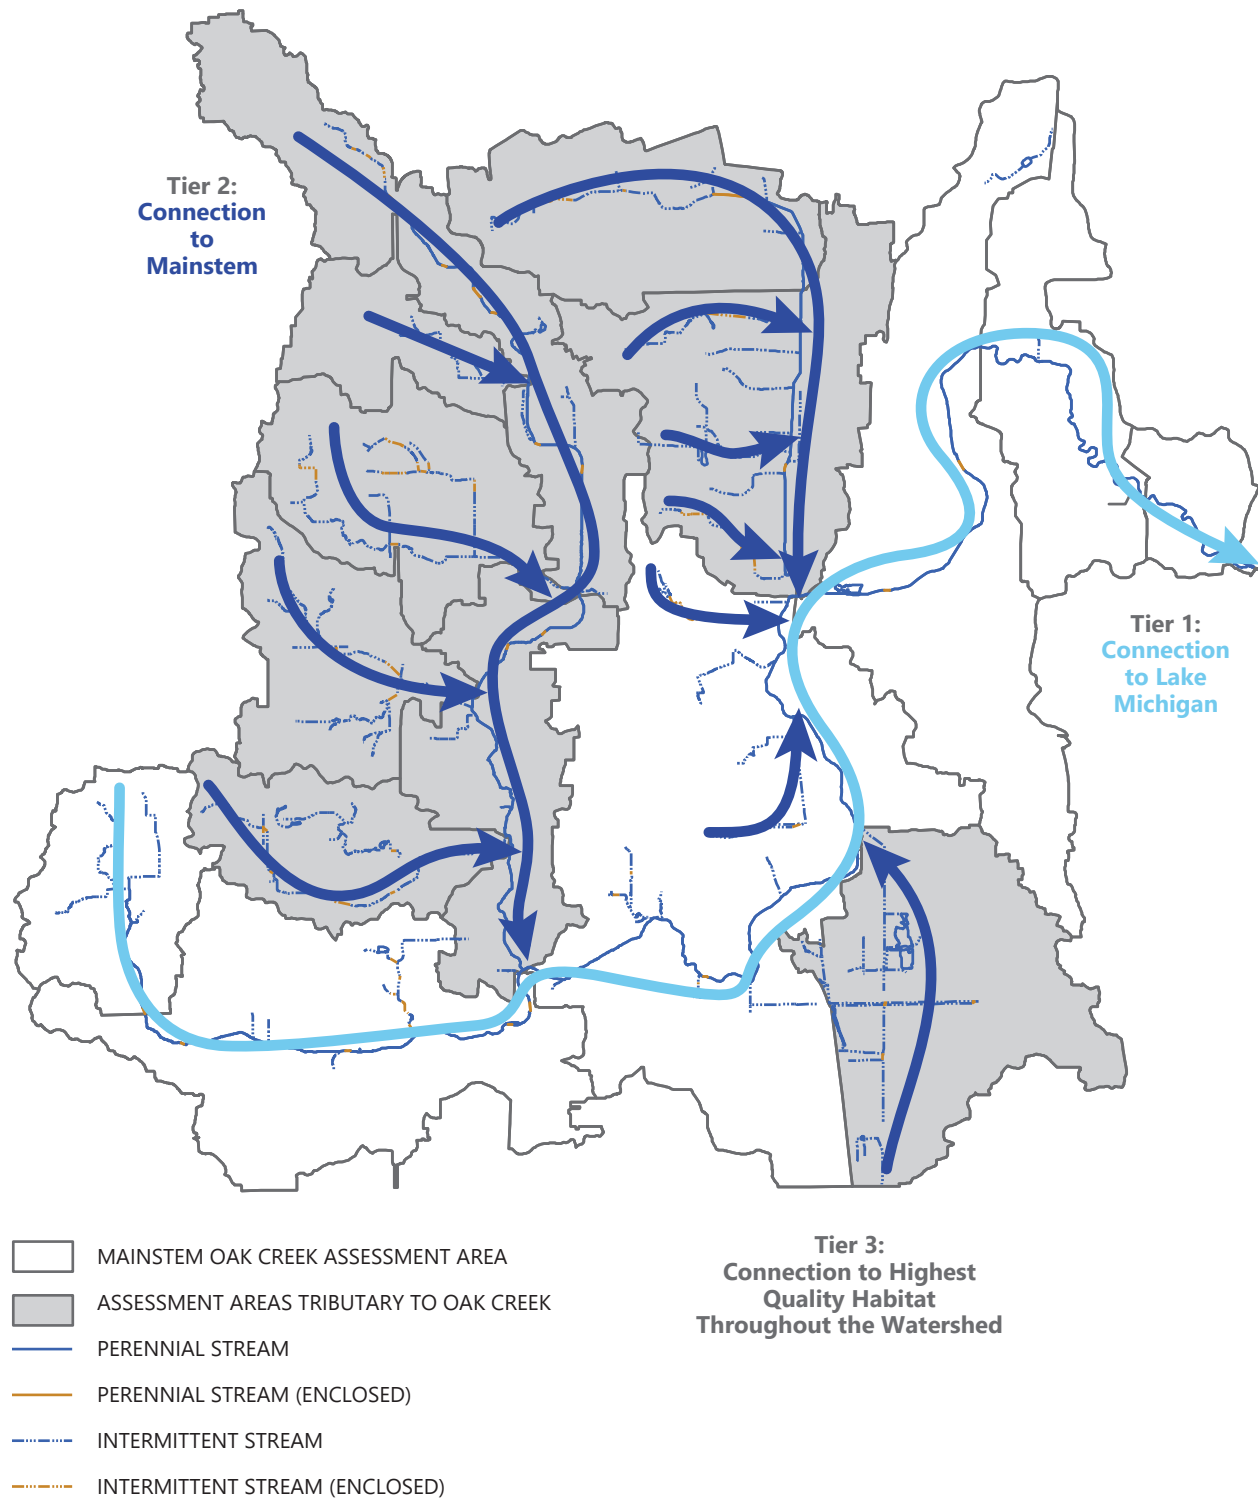 Tier 2:
Connection
to
Mainstem
Tier 1:
Connection
to Lake
Michigan
Tier 3:
Connection to Highest
Quality Habitat
Throughout the Watershed
MAINSTEM OAK CREEK ASSESSMENT AREA
ASSESSMENT AREAS TRIBUTARY TO OAK CREEK
PERENNIAL STREAM
PERENNIAL STREAM (ENCLOSED)
INTERMITTENT STREAM
INTERMITTENT STREAM (ENCLOSED)